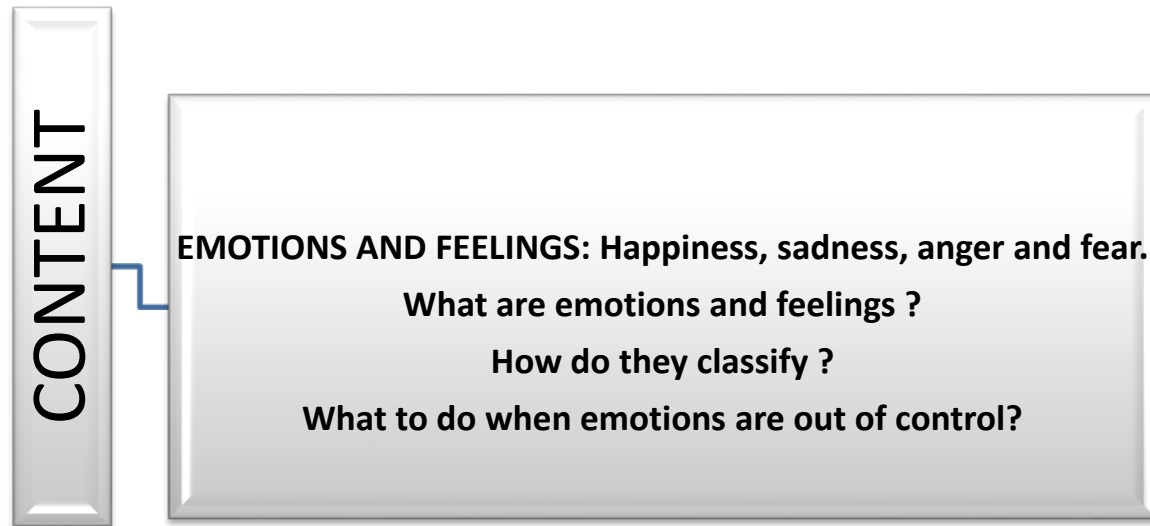 CONTENT
EMOTIONS AND FEELINGS: Happiness, sadness, anger and fear.
What are emotions and feelings ?
How do they classify ?
What to do when emotions are out of control?